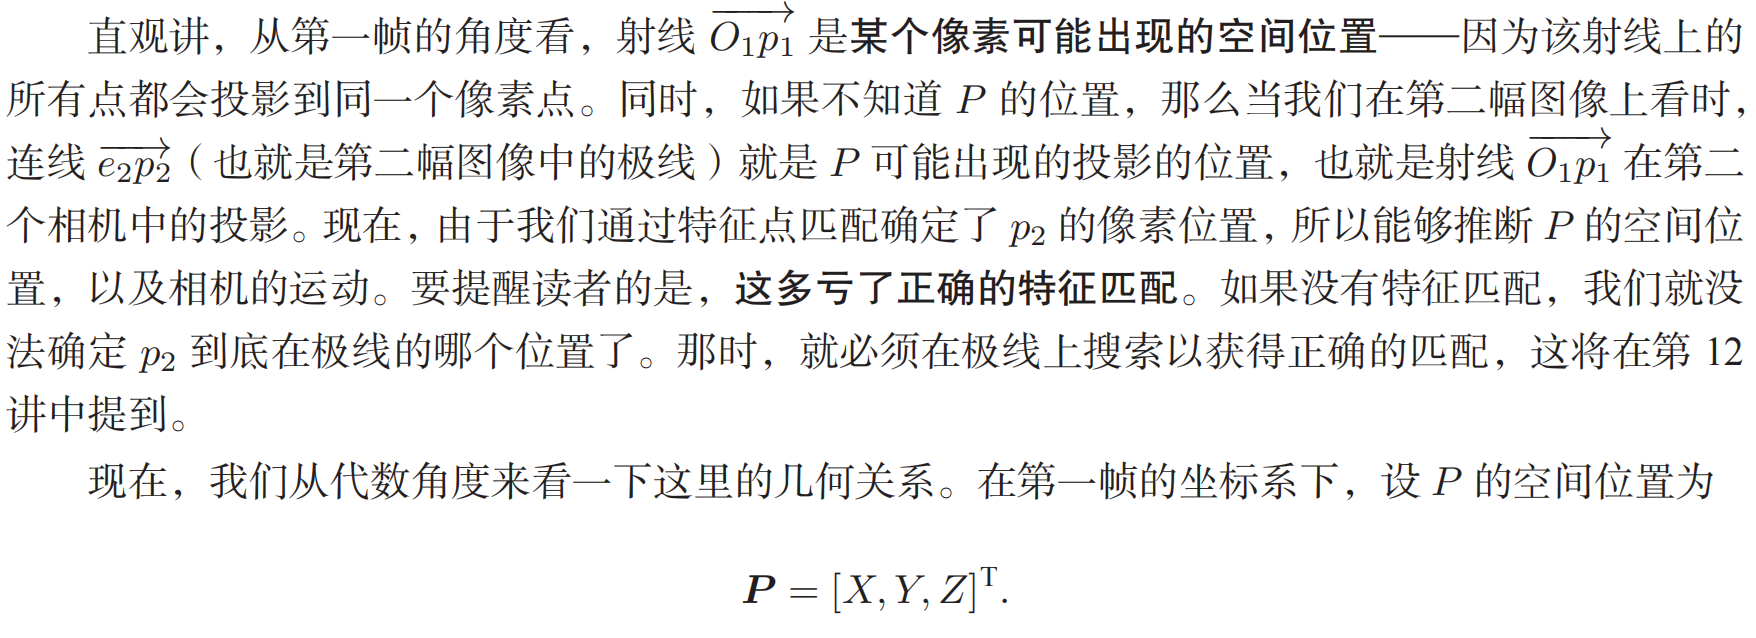 直观讲，从第一帧的角度看，射线 $\overrightarrow{O_1p_1}$ 是某个像素可能出现的空间位置——因为该射线上的
所有点都会投影到同一个像素点。同时，如果不知道 P 的位置，那么当我们在第二幅图像上看时，
连线 $\overrightarrow{e_2p_2}$（也就是第二幅图像中的极线）就是 P 可能出现的投影的位置，也就是射线 $\overrightarrow{O_1p_1}$ 在第二
个相机中的投影。现在，由于我们通过特征点匹配确定了 $p_2$ 的像素位置，所以能够推断 P 的空间位
置，以及相机的运动。要提醒读者的是，这多亏了正确的特征匹配。如果没有特征匹配，我们就没
法确定 $p_2$ 到底在极线的哪个位置了。那时，就必须在极线上搜索以获得正确的匹配，这将在第 12
讲中提到。
现在，我们从代数角度来看一下这里的几何关系。在第一帧的坐标系下，设 P 的空间位置为
$\boldsymbol{P} = [X, Y, Z]^{\mathrm{T}}.$